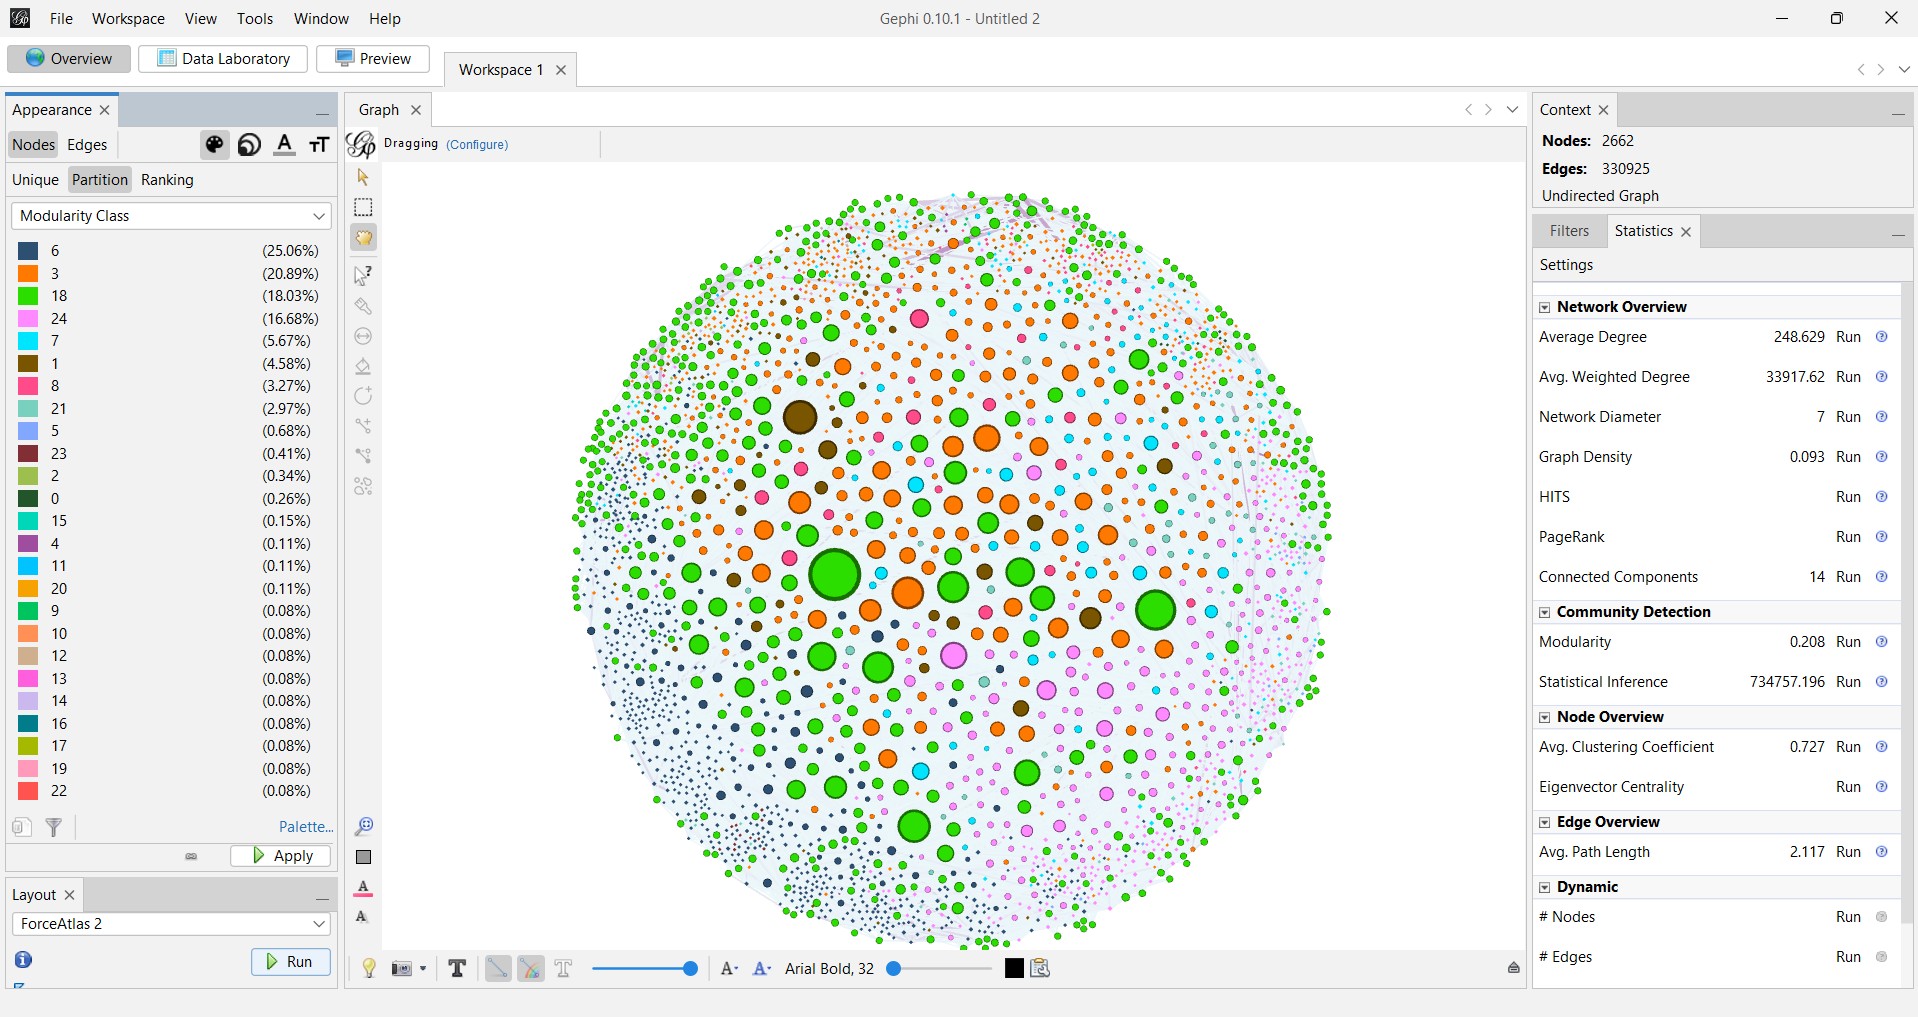 File Workspace View Tools Window Help
Gephi 0.10.1 - Untitled 2
Overview Data Laboratory Preview
Workspace 1
Appearance
Nodes Edges
Unique Partition Ranking
Modularity Class
6 (25.06%)
3 (20.89%)
18 (18.03%)
24 (16.68%)
7 (5.67%)
1 (4.58%)
8 (3.27%)
21 (2.97%)
5 (0.68%)
23 (0.41%)
2 (0.34%)
0 (0.26%)
15 (0.15%)
4 (0.11%)
11 (0.11%)
20 (0.11%)
9 (0.08%)
10 (0.08%)
12 (0.08%)
13 (0.08%)
14 (0.08%)
16 (0.08%)
17 (0.08%)
19 (0.08%)
22 (0.08%)
Palette...
Apply
Layout
ForceAtlas 2
Run
Graph
Dragging (Configure)
Arial Bold, 32
Context
Nodes: 2662
Edges: 330925
Undirected Graph
Filters Statistics
Settings
Network Overview
Average Degree 248.629 Run
Avg. Weighted Degree 33917.62 Run
Network Diameter 7 Run
Graph Density 0.093 Run
HITS Run
PageRank Run
Connected Components 14 Run
Community Detection
Modularity 0.208 Run
Statistical Inference 734757.196 Run
Node Overview
Avg. Clustering Coefficient 0.727 Run
Eigenvector Centrality Run
Edge Overview
Avg. Path Length 2.117 Run
Dynamic
# Nodes Run
# Edges Run